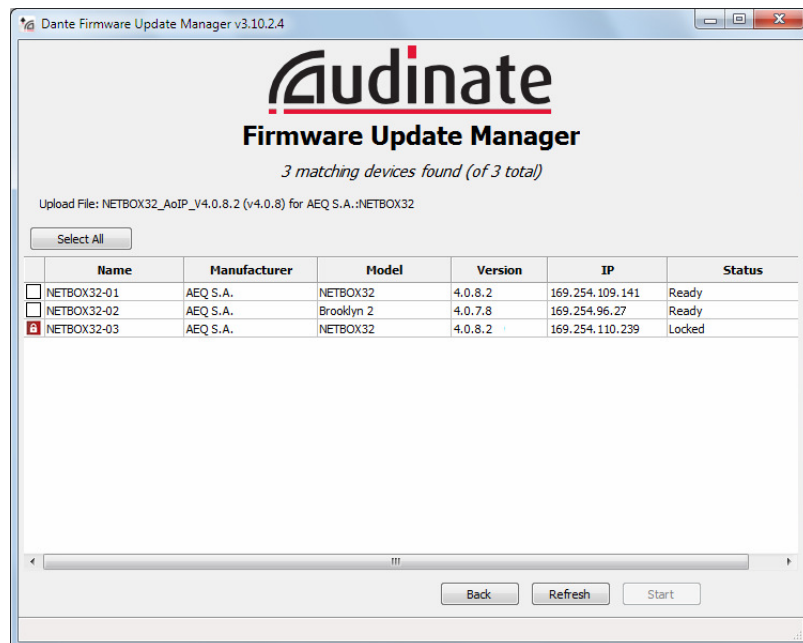 Dante Firmware Update Manager v3.10.2.4
Audinate
Firmware Update Manager
3 matching devices found (of 3 total)
Upload File: NETBOX32_AoIP_V4.0.8.2 (v4.0.8) for AEQ S.A.:NETBOX32
Select All
Name Manufacturer Model Version IP Status
NETBOX32-01 AEQ S.A. NETBOX32 4.0.8.2 169.254.109.141 Ready
NETBOX32-02 AEQ S.A. Brooklyn 2 4.0.7.8 169.254.96.27 Ready
NETBOX32-03 AEQ S.A. NETBOX32 4.0.8.2 169.254.110.239 Locked
Back Refresh Start